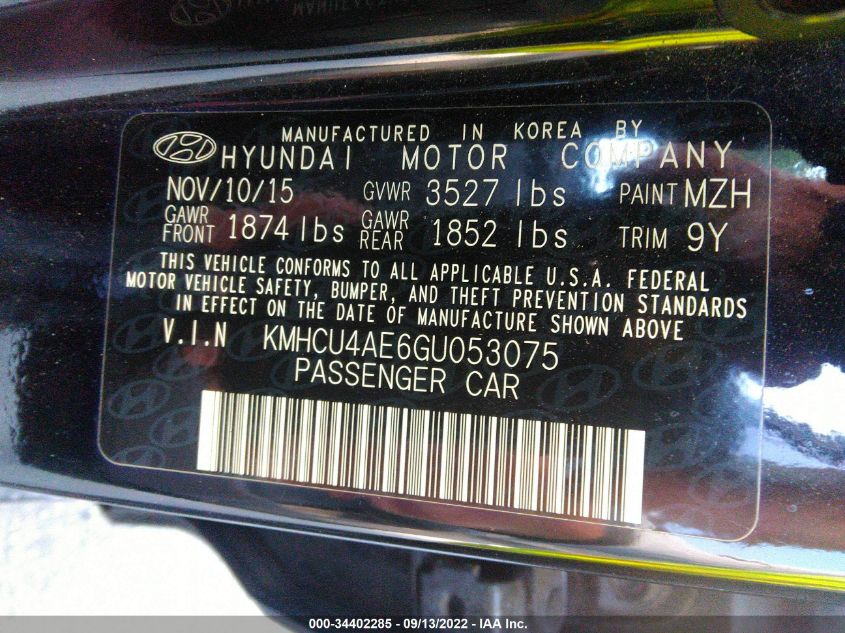 MANUFACTURED IN KOREA BY
HYUNDAI MOTOR COMPANY
NOV/10/15 GVWR 3527 lbs PAINT MZH
GAWR FRONT 1874 lbs GAWR REAR 1852 lbs TRIM 9Y
THIS VEHICLE CONFORMS TO ALL APPLICABLE U.S.A. FEDERAL
MOTOR VEHICLE SAFETY, BUMPER, AND THEFT PREVENTION STANDARDS
IN EFFECT ON THE DATE OF MANUFACTURE SHOWN ABOVE
V.I.N KMHCU4AE6GU053075
PASSENGER CAR
000-34402285 - 09/13/2022 - IAA Inc.